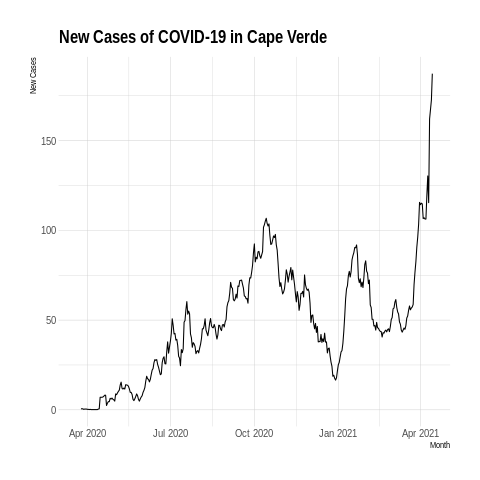 New Cases of COVID-19 in Cape Verde
New Cases
150
100
50
0
Apr 2020 Jul 2020 Oct 2020 Jan 2021 Apr 2021
Month